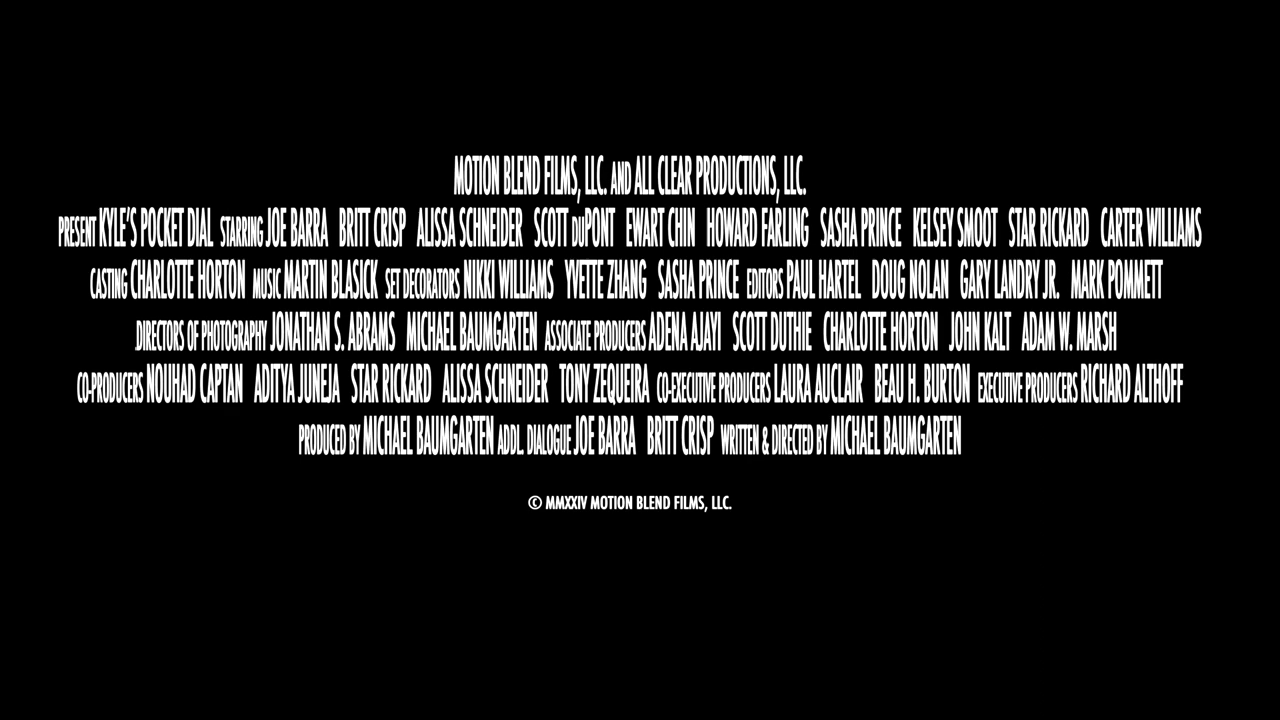 MOTION BLEND FILMS, LLC. AND ALL CLEAR PRODUCTIONS, LLC.
PRESENT KYLE'S POCKET DIAL STARRING JOE BARRA BRITT CRISP ALISSA SCHNEIDER SCOTT DUPONT EWART CHIN HOWARD FARLING SASHA PRINCE KELSEY SMOOT STAR RICKARD CARTER WILLIAMS
CASTING CHARLOTTE HORTON MUSIC MARTIN BLASICK SET DECORATORS NIKKI WILLIAMS YVETTE ZHANG SASHA PRINCE EDITORS PAUL HARTEL DOUG NOLAN GARY LANDRY JR. MARK POMMETT
DIRECTORS OF PHOTOGRAPHY JONATHAN S. ABRAMS MICHAEL BAUMGARTEN ASSOCIATE PRODUCERS ADENA AJAYI SCOTT DUTHIE CHARLOTTE HORTON JOHN KALT ADAM W. MARSH
CO-PRODUCERS NOUHAD CAPTAN ADITYA JUNEJA STAR RICKARD ALISSA SCHNEIDER TONY ZEQUEIRA CO-EXECUTIVE PRODUCERS LAURA AUCLAIR BEAU H. BURTON EXECUTIVE PRODUCERS RICHARD ALTHOFF
PRODUCED BY MICHAEL BAUMGARTEN ADDL. DIALOGUE JOE BARRA BRITT CRISP WRITTEN & DIRECTED BY MICHAEL BAUMGARTEN
© MMXXIV MOTION BLEND FILMS, LLC.